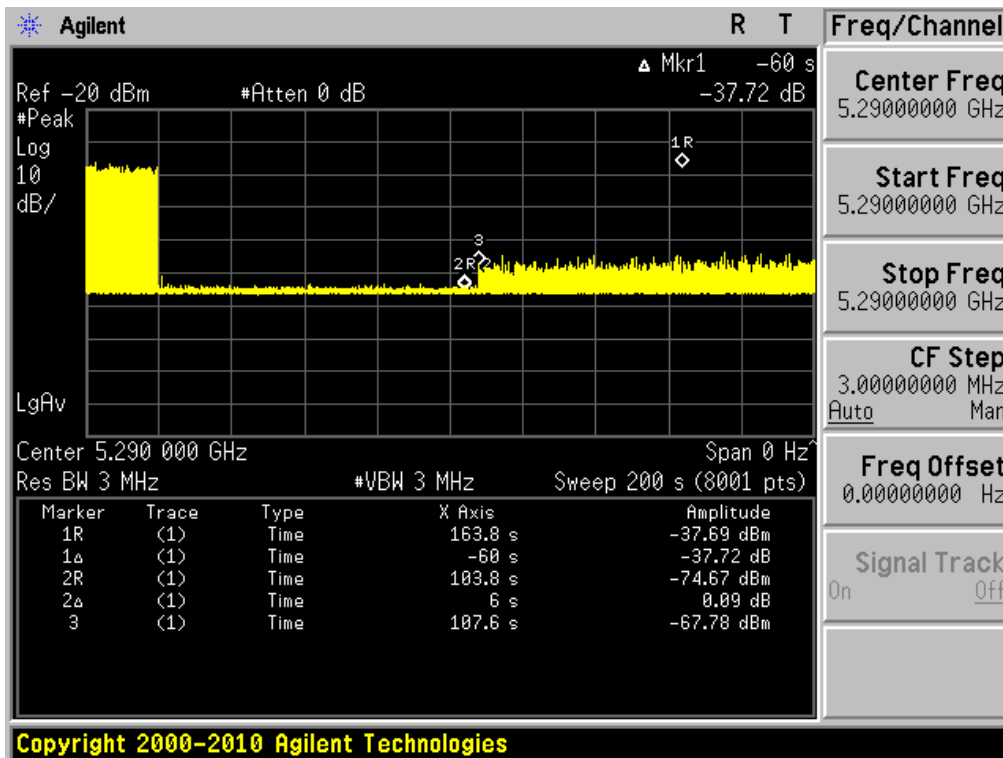 Agilent R T Freq/Channel
Δ Mkr1 -60 s
Ref -20 dBm #Atten 0 dB -37.72 dB
#Peak
Log
10
dB/
1R
3
2R 2
LgAv
Center 5.290 000 GHz Span 0 Hz^
Res BW 3 MHz #VBW 3 MHz Sweep 200 s (8001 pts)
Marker Trace Type X Axis Amplitude
1R (1) Time 163.8 s -37.69 dBm
1Δ (1) Time -60 s -37.72 dB
2R (1) Time 103.8 s -74.67 dBm
2Δ (1) Time 6 s 0.09 dB
3 (1) Time 107.6 s -67.78 dBm
Center Freq
5.29000000 GHz
Start Freq
5.29000000 GHz
Stop Freq
5.29000000 GHz
CF Step
3.00000000 MHz
Auto Man
Freq Offset
0.00000000 Hz
Signal Track
On Off
Copyright 2000-2010 Agilent Technologies